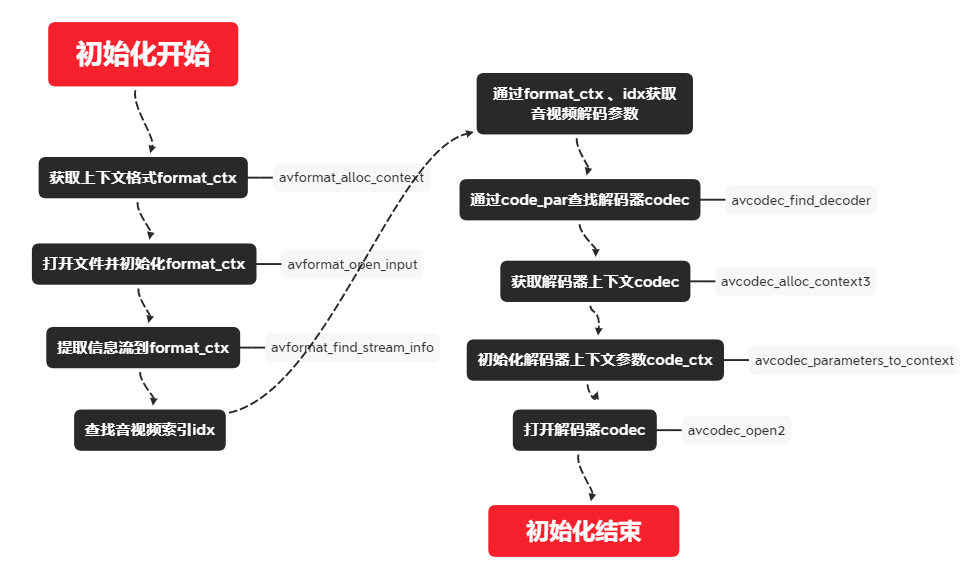 初始化开始
获取上下文格式format_ctx
avformat_alloc_context
打开文件并初始化format_ctx
avformat_open_input
提取信息流到format_ctx
avformat_find_stream_info
查找音视频索引idx
通过format_ctx 、idx获取
音视频解码参数
通过code_par查找解码器codec
avcodec_find_decoder
获取解码器上下文codec
avcodec_alloc_context3
初始化解码器上下文参数code_ctx
avcodec_parameters_to_context
打开解码器codec
avcodec_open2
初始化结束